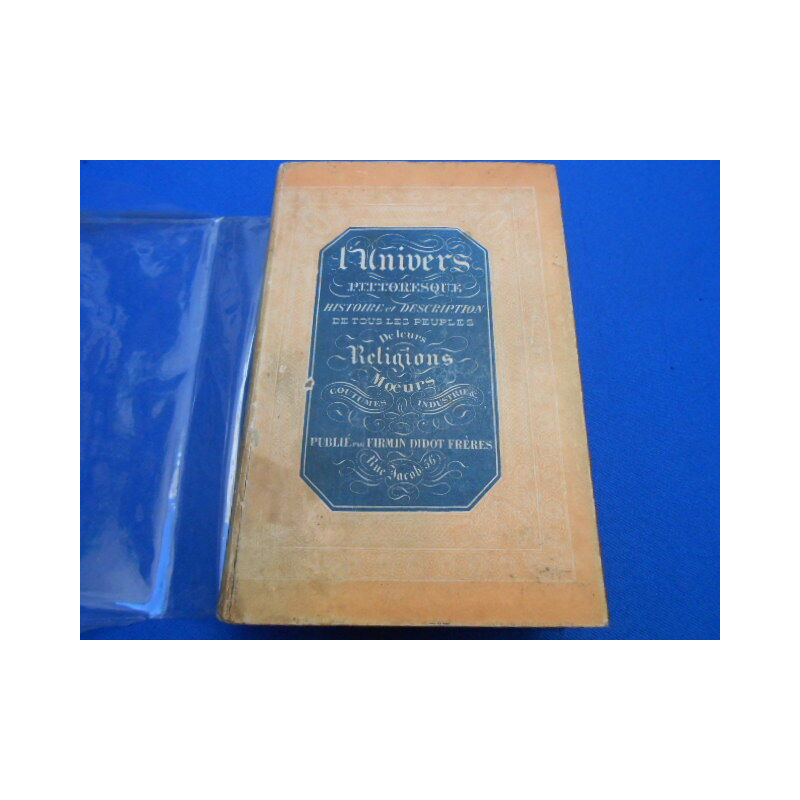 l'Univers
PITTORESQUE
HISTOIRE et DESCRIPTION
DE TOUS LES PEUPLES
De leurs
Religions
Mœurs
COUTUMES INDUSTRIE &c
PUBLIÉ par FIRMIN DIDOT FRÈRES
Rue Jacob, 56